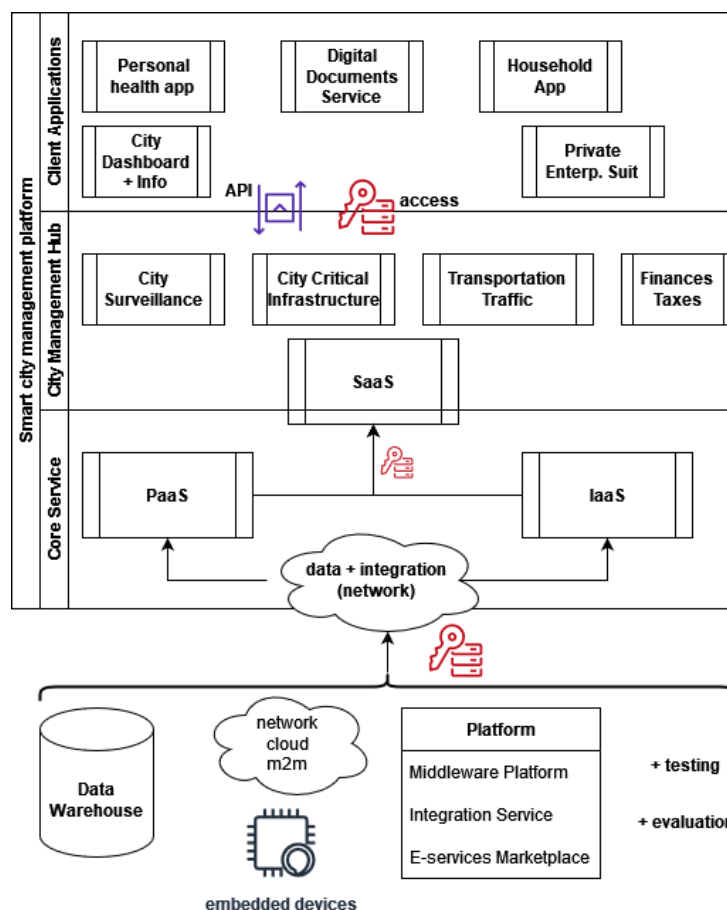 Smart city management platform
Client Applications
Personal
health app
Digital
Documents
Service
Household
App
City
Dashboard
+ Info
Private
Enterp. Suit
API
access
City Management Hub
City
Surveillance
City Critical
Infrastructure
Transportation
Traffic
Finances
Taxes
SaaS
Core Service
PaaS
IaaS
data + integration
(network)
Data
Warehouse
network
cloud
m2m
embedded devices
Platform
Middleware Platform
Integration Service
E-services Marketplace
+ testing
+ evaluation